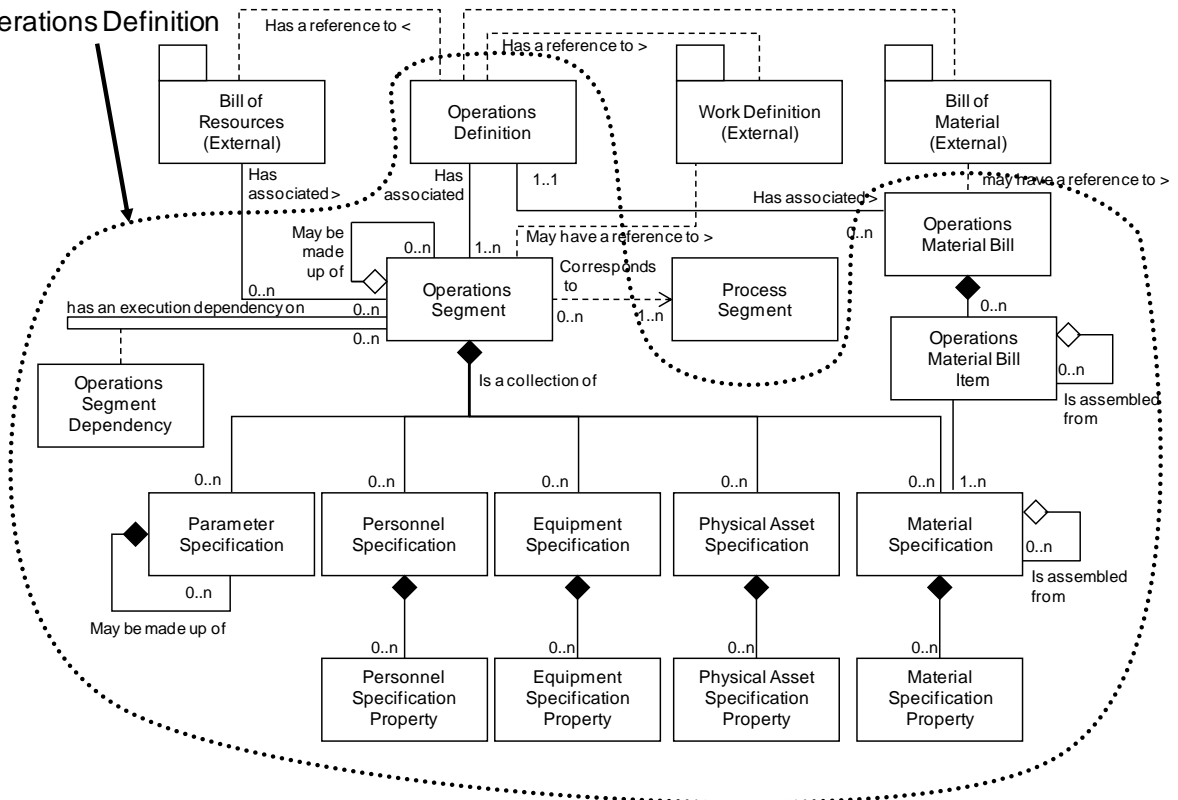 erations Definition
Has a reference to <
Has a reference to >
Bill of
Resources
(External)
Operations
Definition
Work Definition
(External)
Bill of
Material
(External)
Has
associated >
Has
associated
1..1
may have a reference to >
Has associated >
0..n
Operations
Material Bill
May be
made
up of
0..n
1..n
May have a reference to >
Corresponds
to
Operations
Segment
Process
Segment
0..n
has an execution dependency on
0..n
0..n
0..n
1..n
0..n
Operations
Material Bill
Item
0..n
Is assembled
from
Operations
Segment
Dependency
Is a collection of
0..n
0..n
0..n
0..n
0..n
1..n
Parameter
Specification
Personnel
Specification
Equipment
Specification
Physical Asset
Specification
Material
Specification
0..n
Is assembled
from
0..n
May be made up of
0..n
0..n
0..n
0..n
Personnel
Specification
Property
Equipment
Specification
Property
Physical Asset
Specification
Property
Material
Specification
Property